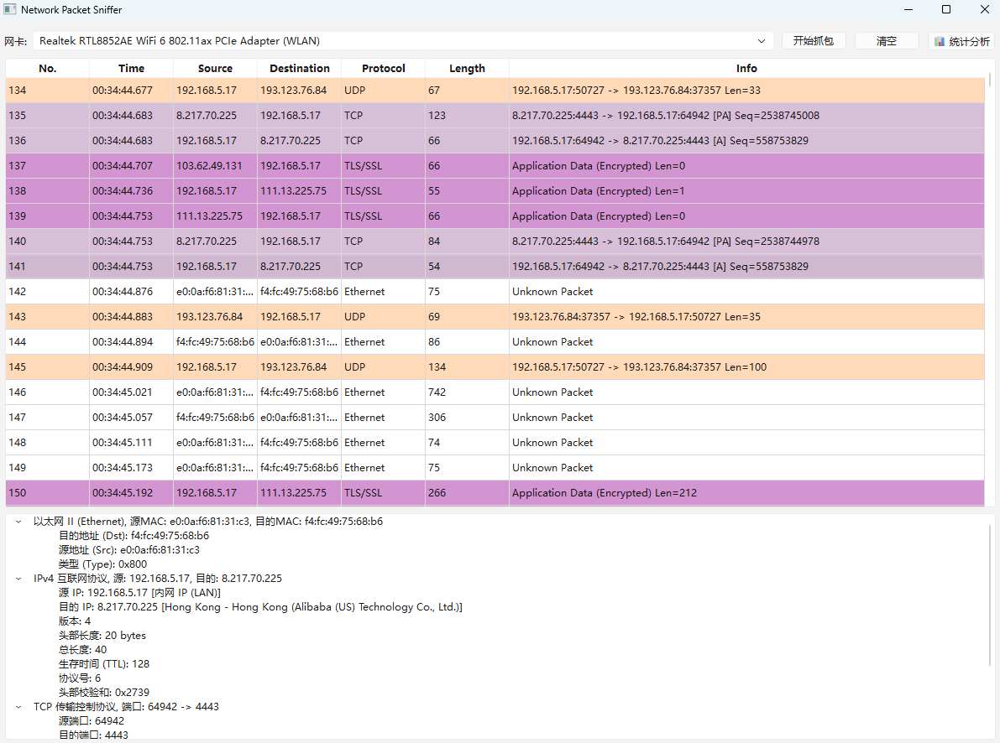 Network Packet Sniffer
网卡: Realtek RTL8852AE WiFi 6 802.11ax PCIe Adapter (WLAN) 开始抓包 清空 统计分析
No. Time Source Destination Protocol Length Info
134 00:34:44.677 192.168.5.17 193.123.76.84 UDP 67 192.168.5.17:50727 -> 193.123.76.84:37357 Len=33
135 00:34:44.683 8.217.70.225 192.168.5.17 TCP 123 8.217.70.225:4443 -> 192.168.5.17:64942 [PA] Seq=2538745008
136 00:34:44.683 192.168.5.17 8.217.70.225 TCP 66 192.168.5.17:64942 -> 8.217.70.225:4443 [A] Seq=558753829
137 00:34:44.707 103.62.49.131 192.168.5.17 TLS/SSL 66 Application Data (Encrypted) Len=0
138 00:34:44.736 192.168.5.17 111.13.225.75 TLS/SSL 55 Application Data (Encrypted) Len=1
139 00:34:44.753 111.13.225.75 192.168.5.17 TLS/SSL 66 Application Data (Encrypted) Len=0
140 00:34:44.753 8.217.70.225 192.168.5.17 TCP 84 8.217.70.225:4443 -> 192.168.5.17:64942 [PA] Seq=2538744978
141 00:34:44.753 192.168.5.17 8.217.70.225 TCP 54 192.168.5.17:64942 -> 8.217.70.225:4443 [A] Seq=558753829
142 00:34:44.876 e0:0a:f6:81:31:... f4:fc:49:75:68:b6 Ethernet 75 Unknown Packet
143 00:34:44.883 193.123.76.84 192.168.5.17 UDP 69 193.123.76.84:37357 -> 192.168.5.17:50727 Len=35
144 00:34:44.894 f4:fc:49:75:68:b6 e0:0a:f6:81:31:... Ethernet 86 Unknown Packet
145 00:34:44.909 192.168.5.17 193.123.76.84 UDP 134 192.168.5.17:50727 -> 193.123.76.84:37357 Len=100
146 00:34:45.021 e0:0a:f6:81:31:... f4:fc:49:75:68:b6 Ethernet 742 Unknown Packet
147 00:34:45.057 f4:fc:49:75:68:b6 e0:0a:f6:81:31:... Ethernet 306 Unknown Packet
148 00:34:45.111 e0:0a:f6:81:31:... f4:fc:49:75:68:b6 Ethernet 74 Unknown Packet
149 00:34:45.173 e0:0a:f6:81:31:... f4:fc:49:75:68:b6 Ethernet 75 Unknown Packet
150 00:34:45.192 192.168.5.17 111.13.225.75 TLS/SSL 266 Application Data (Encrypted) Len=212
以太网 II (Ethernet), 源MAC: e0:0a:f6:81:31:c3, 目的MAC: f4:fc:49:75:68:b6
目的地址 (Dst): f4:fc:49:75:68:b6
源地址 (Src): e0:0a:f6:81:31:c3
类型 (Type): 0x800
IPv4 互联网协议, 源: 192.168.5.17, 目的: 8.217.70.225
源 IP: 192.168.5.17 [内网 IP (LAN)]
目的 IP: 8.217.70.225 [Hong Kong - Hong Kong (Alibaba (US) Technology Co., Ltd.)]
版本: 4
头部长度: 20 bytes
总长度: 40
生存时间 (TTL): 128
协议号: 6
头部校验和: 0x2739
TCP 传输控制协议, 端口: 64942 -> 4443
源端口: 64942
目的端口: 4443